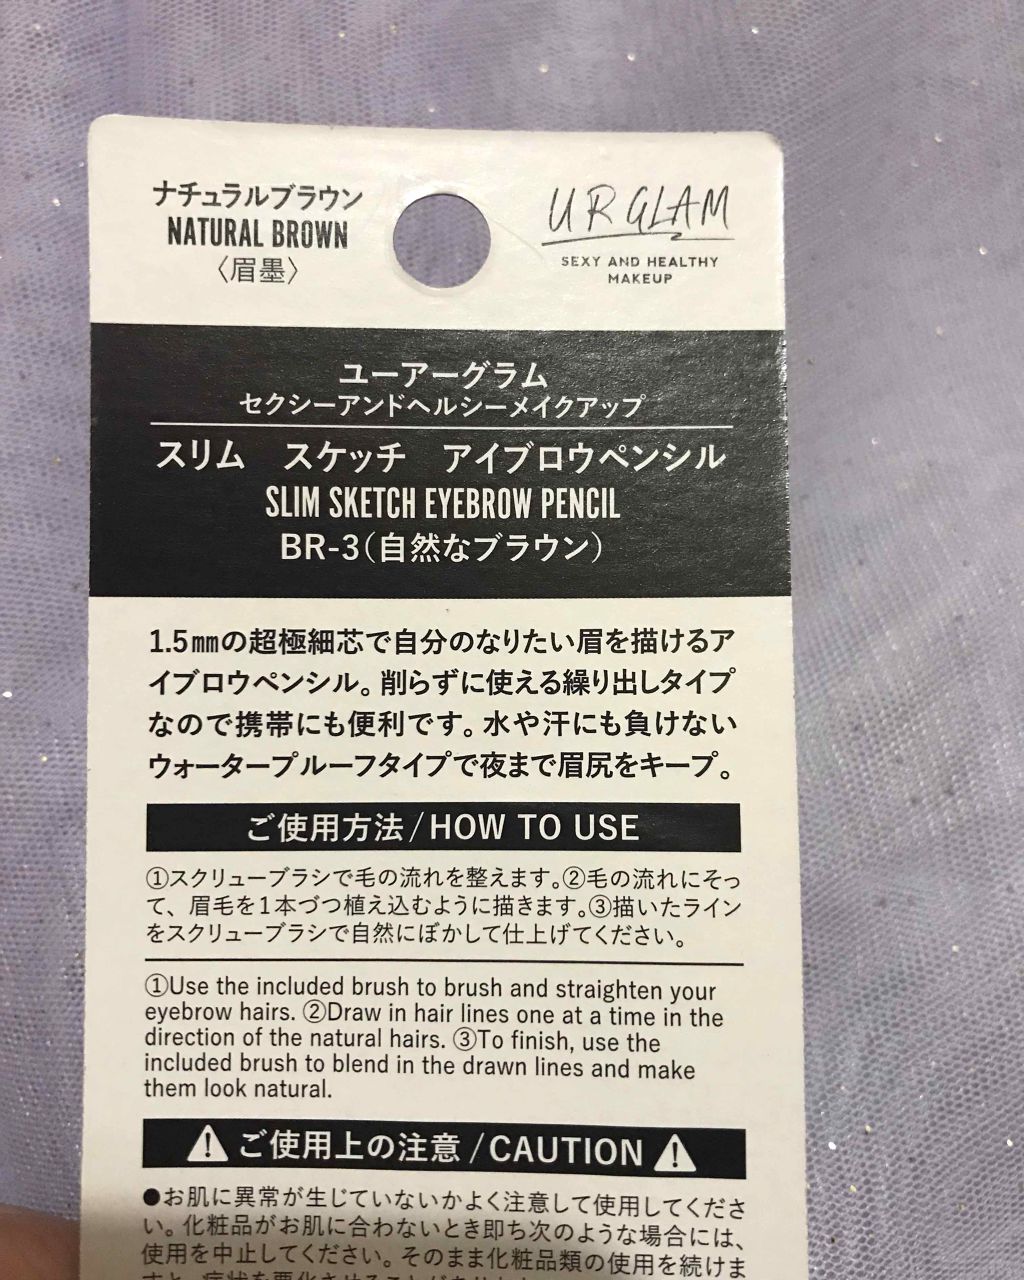 ナチュラルブラウン
NATURAL BROWN
〈眉墨〉
UR GLAM
SEXY AND HEALTHY
MAKEUP
ユーアーグラム
セクシーアンドヘルシーメイクアップ
スリム　スケッチ　アイブロウペンシル
SLIM SKETCH EYEBROW PENCIL
BR-3（自然なブラウン）
1.5㎜の超極細芯で自分のなりたい眉を描けるア
イブロウペンシル。削らずに使える繰り出しタイプ
なので携帯にも便利です。水や汗にも負けない
ウォータープルーフタイプで夜まで眉尻をキープ。
ご使用方法/HOW TO USE
①スクリューブラシで毛の流れを整えます。②毛の流れにそっ
て、眉毛を1本づつ植え込むように描きます。③描いたライン
をスクリューブラシで自然にぼかして仕上げてください。
①Use the included brush to brush and straighten your
eyebrow hairs. ②Draw in hair lines one at a time in the
direction of the natural hairs. ③To finish, use the
included brush to blend in the drawn lines and make
them look natural.
ご使用上の注意/CAUTION
●お肌に異常が生じていないかよく注意して使用してくださ
い。化粧品がお肌に合わないとき即ち次のような場合には、
使用を中止してください。そのまま化粧品類の使用を続けま